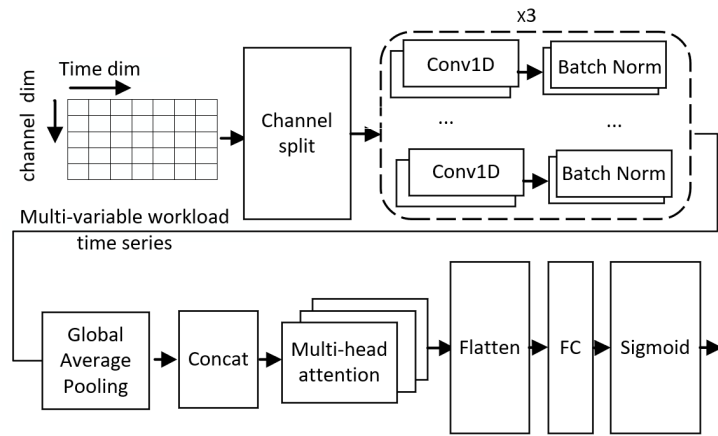 x3
Time dim
channel dim
Channel
split
Conv1D
Batch Norm
...
...
Conv1D
Batch Norm
Multi-variable workload
time series
Global
Average
Pooling
Concat
Multi-head
attention
Flatten
FC
Sigmoid